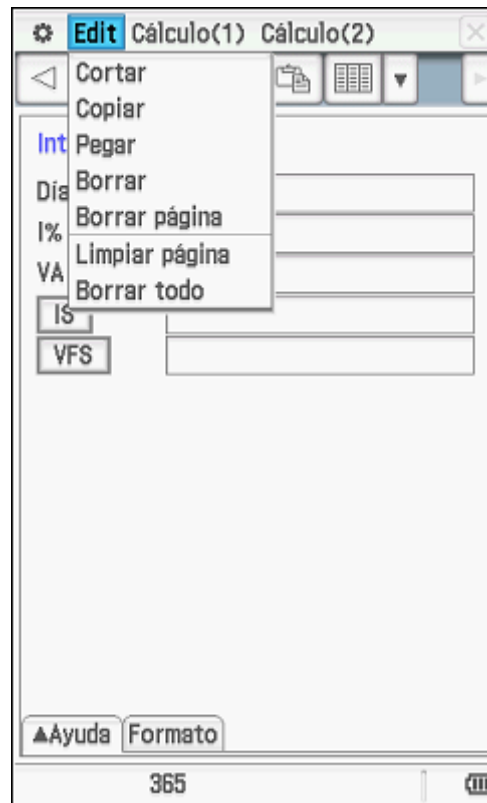 Edit Cálculo(1) Cálculo(2)
Cortar
Copiar
Int Pegar
Día Borrar
Borrar página
I%
Limpiar página
VA
Borrar todo
IS
VFS
Ayuda Formato
365